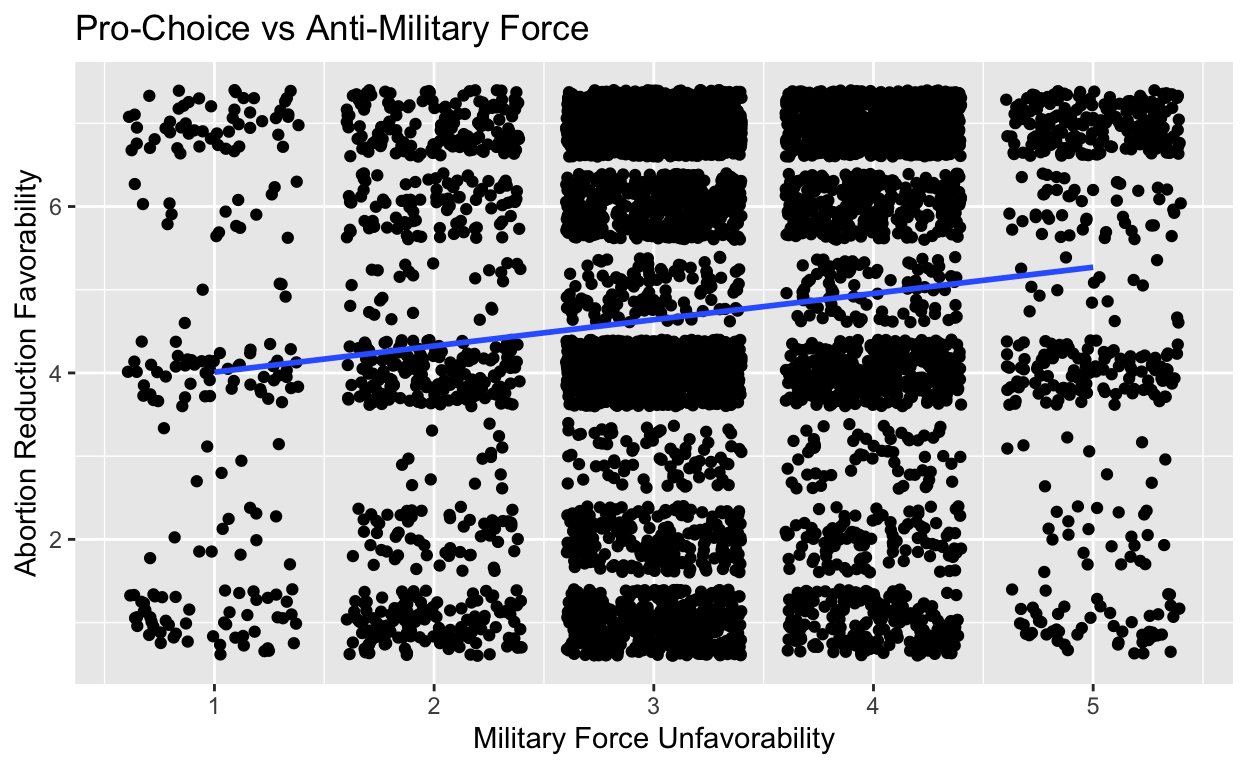 Pro-Choice vs Anti-Military Force
Abortion Reduction Favorability
6
4
2
1 2 3 4 5
Military Force Unfavorability